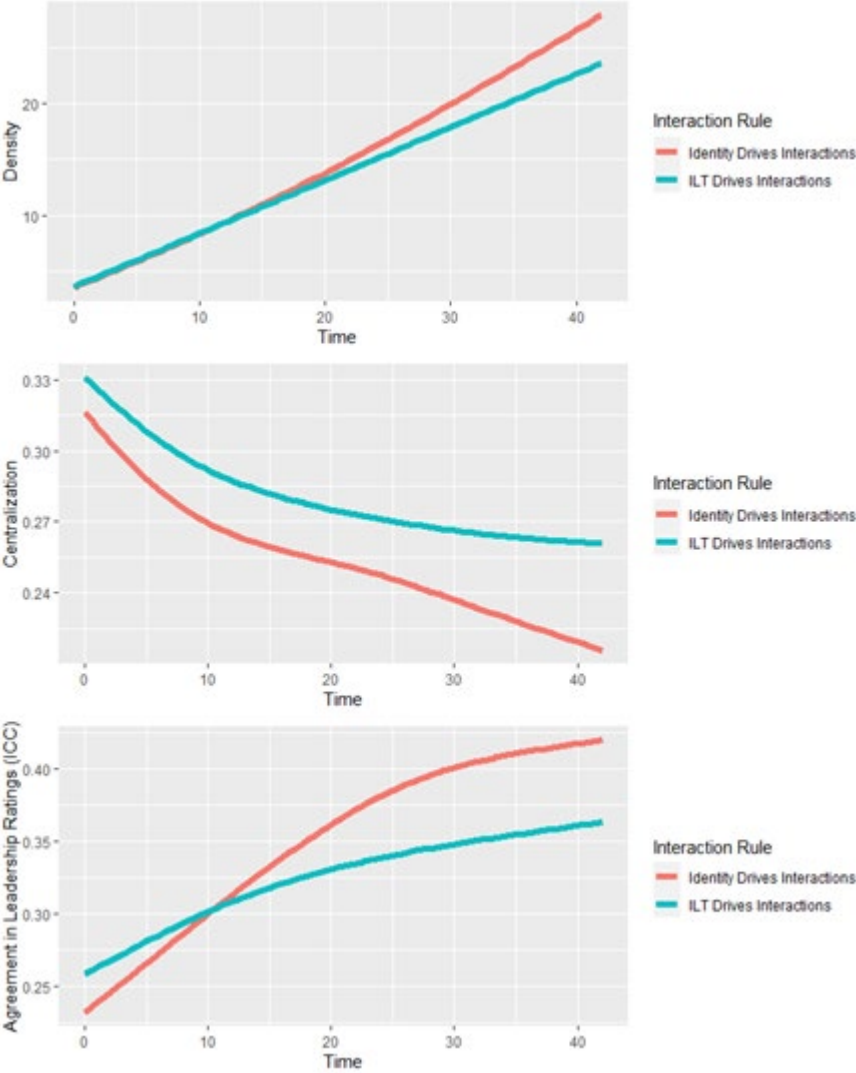 Density
20
10
0 10 20 30 40
Time
Interaction Rule
Identity Drives Interactions
ILT Drives Interactions
Centralization
0.33
0.30
0.27
0.24
0 10 20 30 40
Time
Interaction Rule
Identity Drives Interactions
ILT Drives Interactions
Agreement in Leadership Ratings (ICC)
0.40
0.35
0.30
0.25
0 10 20 30 40
Time
Interaction Rule
Identity Drives Interactions
ILT Drives Interactions